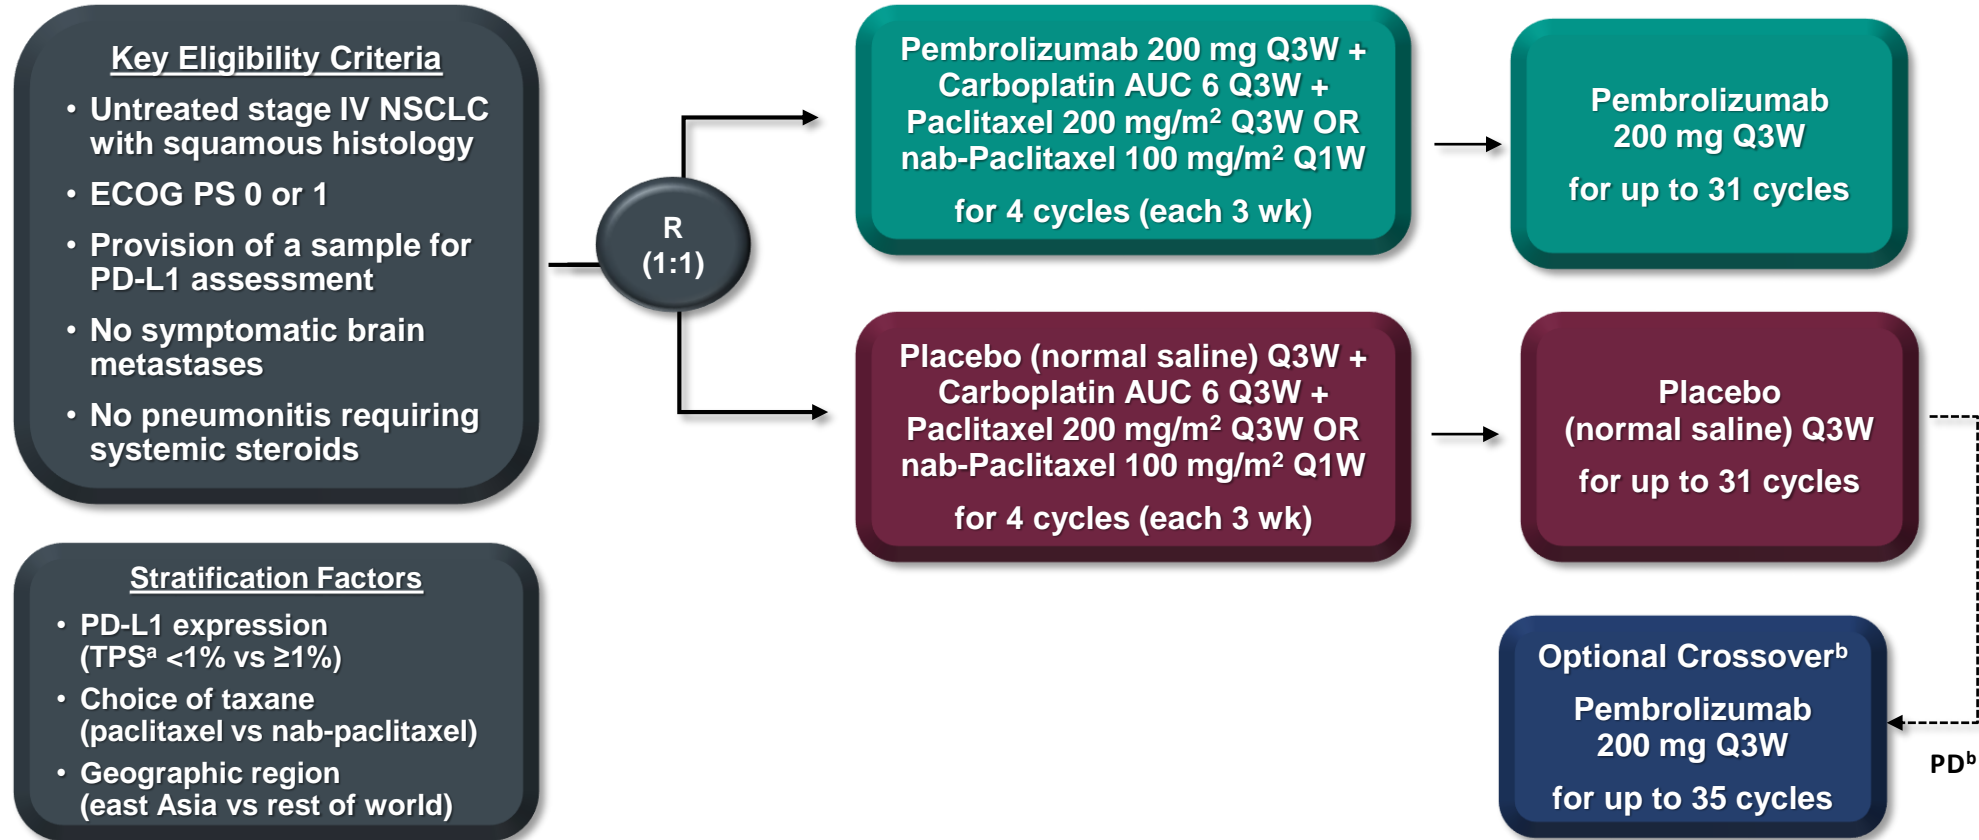 Key Eligibility Criteria
• Untreated stage IV NSCLC
with squamous histology
• ECOG PS 0 or 1
• Provision of a sample for
PD-L1 assessment
• No symptomatic brain
metastases
• No pneumonitis requiring
systemic steroids
Stratification Factors
• PD-L1 expression
(TPSᵃ <1% vs ≥1%)
• Choice of taxane
(paclitaxel vs nab-paclitaxel)
• Geographic region
(east Asia vs rest of world)
R
(1:1)
Pembrolizumab 200 mg Q3W +
Carboplatin AUC 6 Q3W +
Paclitaxel 200 mg/m² Q3W OR
nab-Paclitaxel 100 mg/m² Q1W
for 4 cycles (each 3 wk)
Pembrolizumab
200 mg Q3W
for up to 31 cycles
Placebo (normal saline) Q3W +
Carboplatin AUC 6 Q3W +
Paclitaxel 200 mg/m² Q3W OR
nab-Paclitaxel 100 mg/m² Q1W
for 4 cycles (each 3 wk)
Placebo
(normal saline) Q3W
for up to 31 cycles
Optional Crossoverᵇ
Pembrolizumab
200 mg Q3W
for up to 35 cycles
PDᵇ